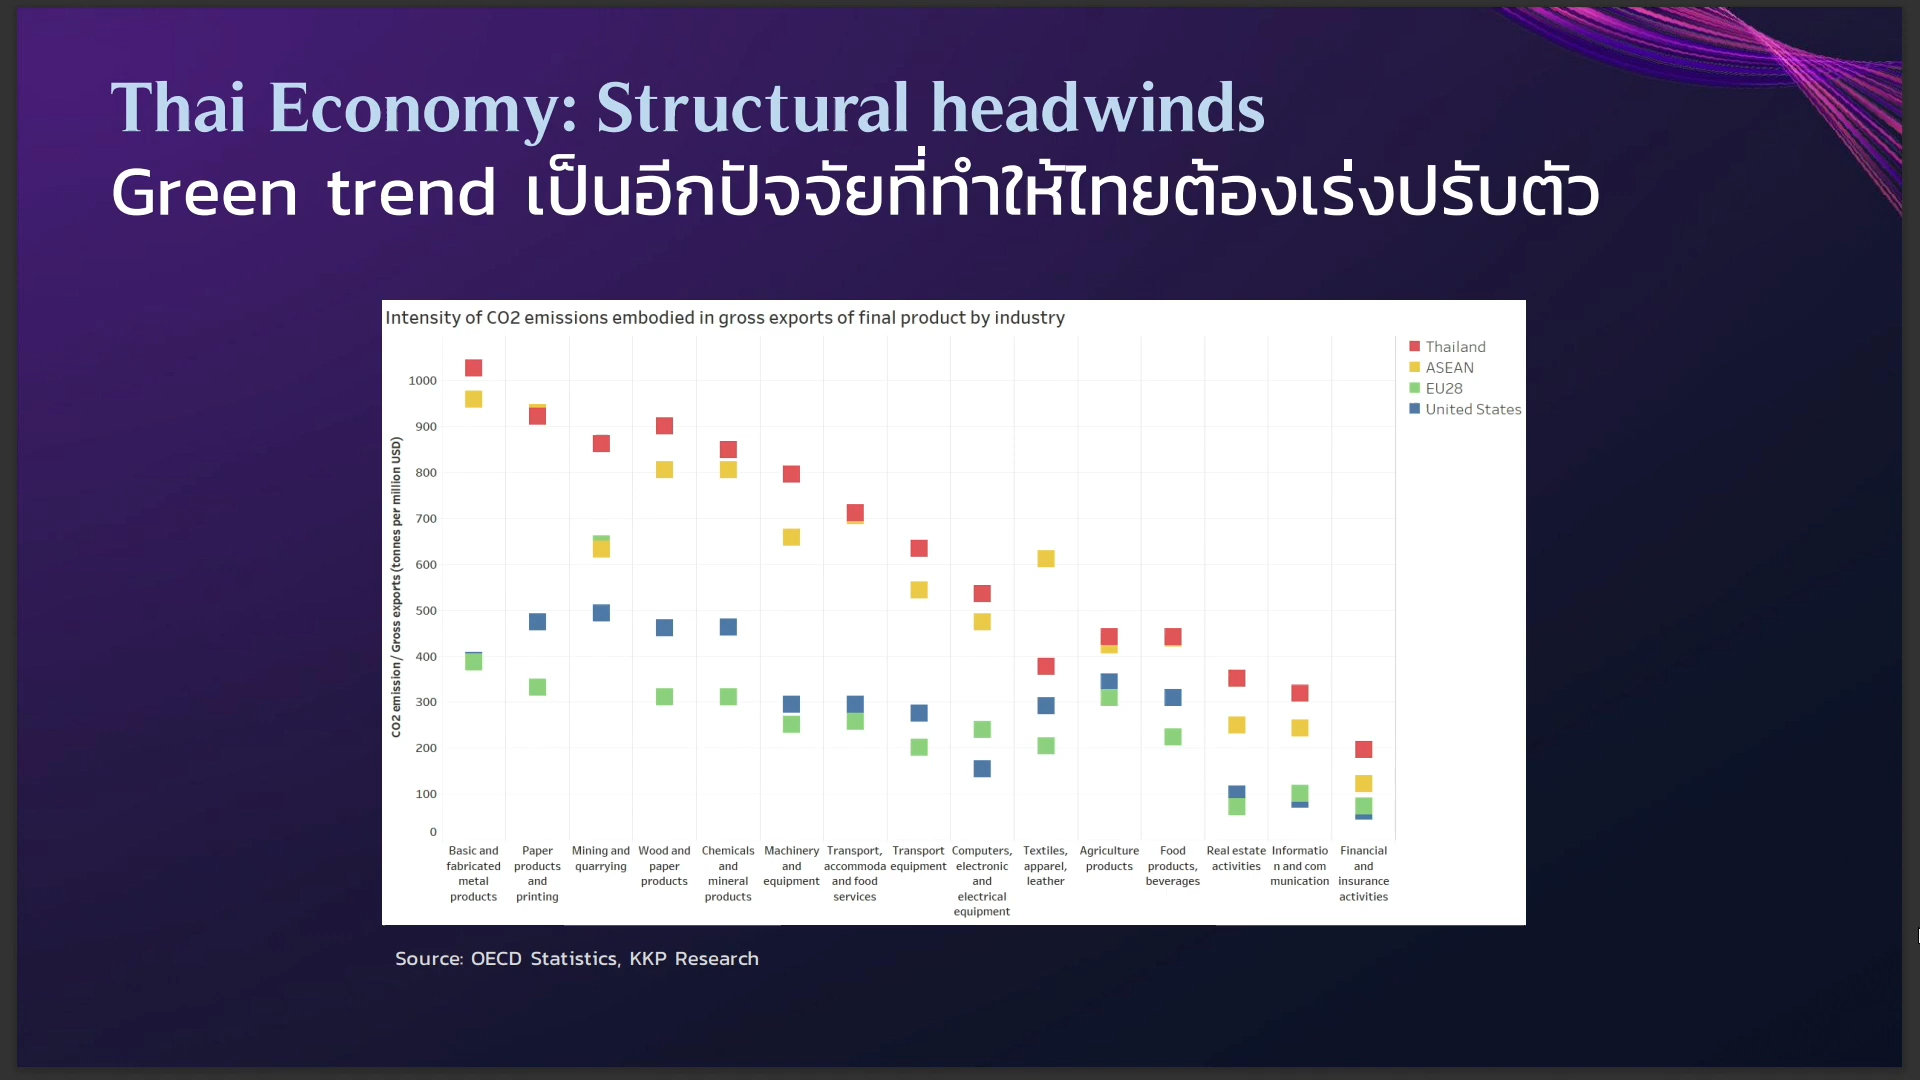 Thai Economy: Structural headwinds
Green trend เป็นอีกปัจจัยที่ทำให้ไทยต้องเร่งปรับตัว
Intensity of CO2 emissions embodied in gross exports of final product by industry
Thailand
ASEAN
EU28
United States
CO2 emission / Gross exports (tonnes per million USD)
1000
900
800
700
600
500
400
300
200
100
0
Basic and
fabricated
metal
products
Paper
products
and
printing
Mining and
quarrying
Wood and
paper
products
Chemicals
and
mineral
products
Machinery
and
equipment
Transport,
accommoda
and food
services
Transport
equipment
Computers,
electronic
and
electrical
equipment
Textiles,
apparel,
leather
Agriculture
products
Food
products,
beverages
Real estate
activities
Informatio
n and com
munication
Financial
and
insurance
activities
Source: OECD Statistics, KKP Research